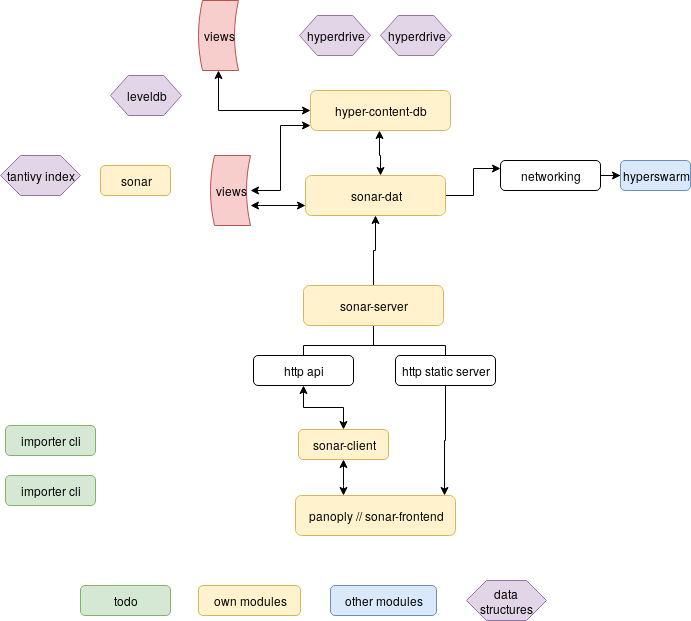 views
hyperdrive
hyperdrive
leveldb
hyper-content-db
tantivy index
sonar
views
sonar-dat
networking
hyperswarm
sonar-server
http api
http static server
importer cli
sonar-client
importer cli
panoply // sonar-frontend
todo
own modules
other modules
data
structures